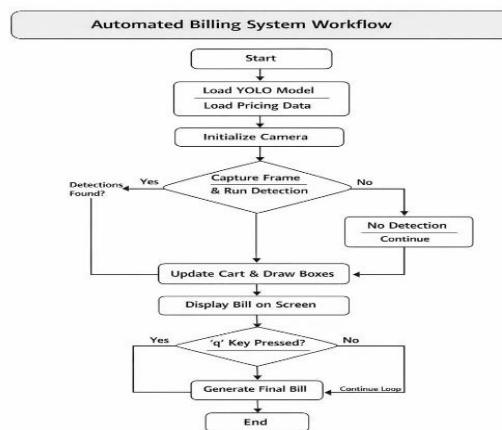 Automated Billing System Workflow
Start
Load YOLO Model
Load Pricing Data
Initialize Camera
Detections
Found?
Yes
Capture Frame
& Run Detection
No
No Detection
Continue
Update Cart & Draw Boxes
Display Bill on Screen
Yes
'q' Key Pressed?
No
Generate Final Bill
Continue Loop
End